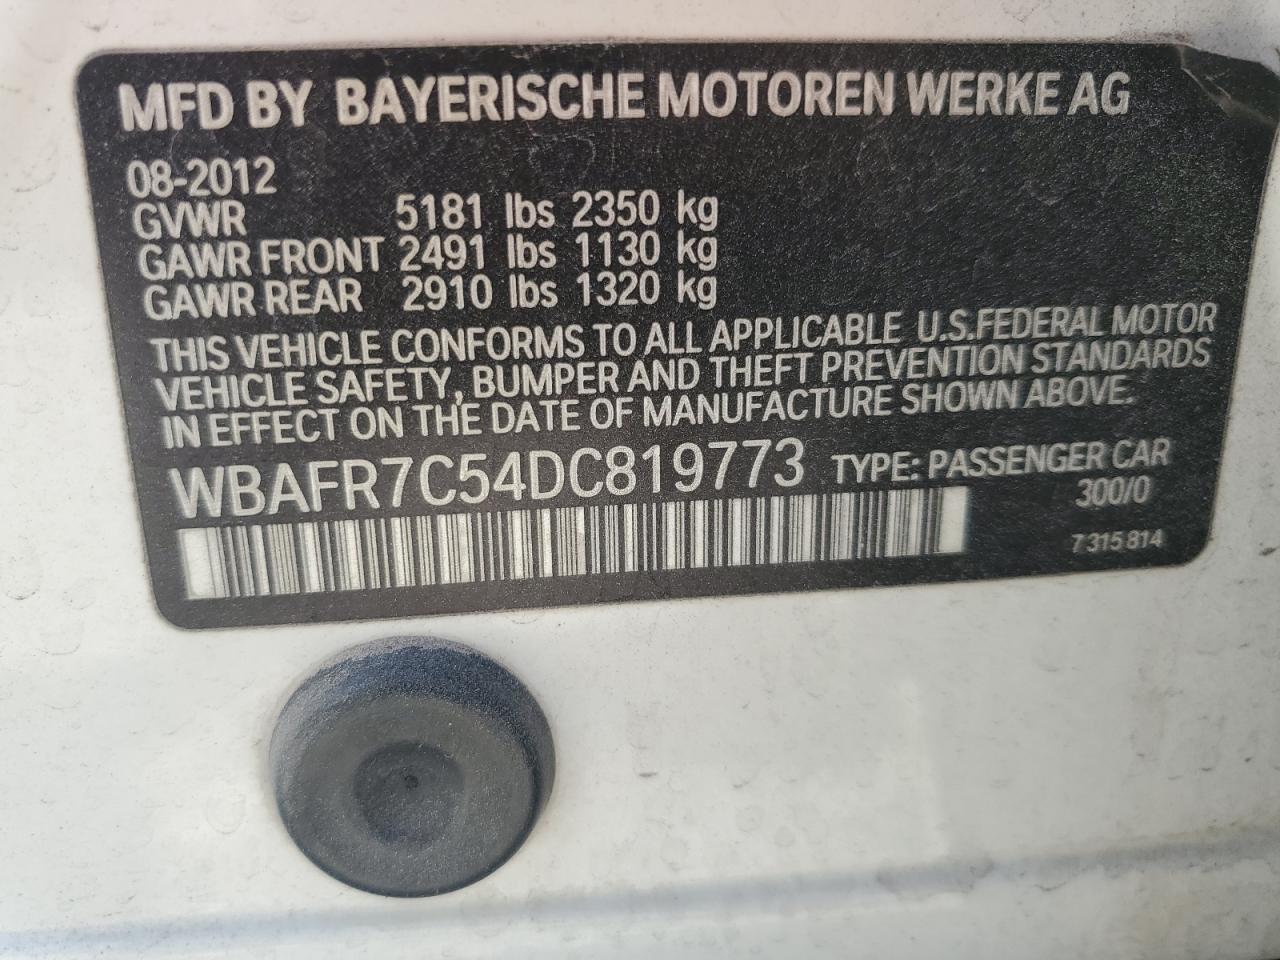 MFD BY BAYERISCHE MOTOREN WERKE AG
08-2012
GVWR 5181 lbs 2350 kg
GAWR FRONT 2491 lbs 1130 kg
GAWR REAR 2910 lbs 1320 kg
THIS VEHICLE CONFORMS TO ALL APPLICABLE U.S.FEDERAL MOTOR
VEHICLE SAFETY, BUMPER AND THEFT PREVENTION STANDARDS
IN EFFECT ON THE DATE OF MANUFACTURE SHOWN ABOVE.
WBAFR7C54DC819773 TYPE: PASSENGER CAR
300/0
7 315 814